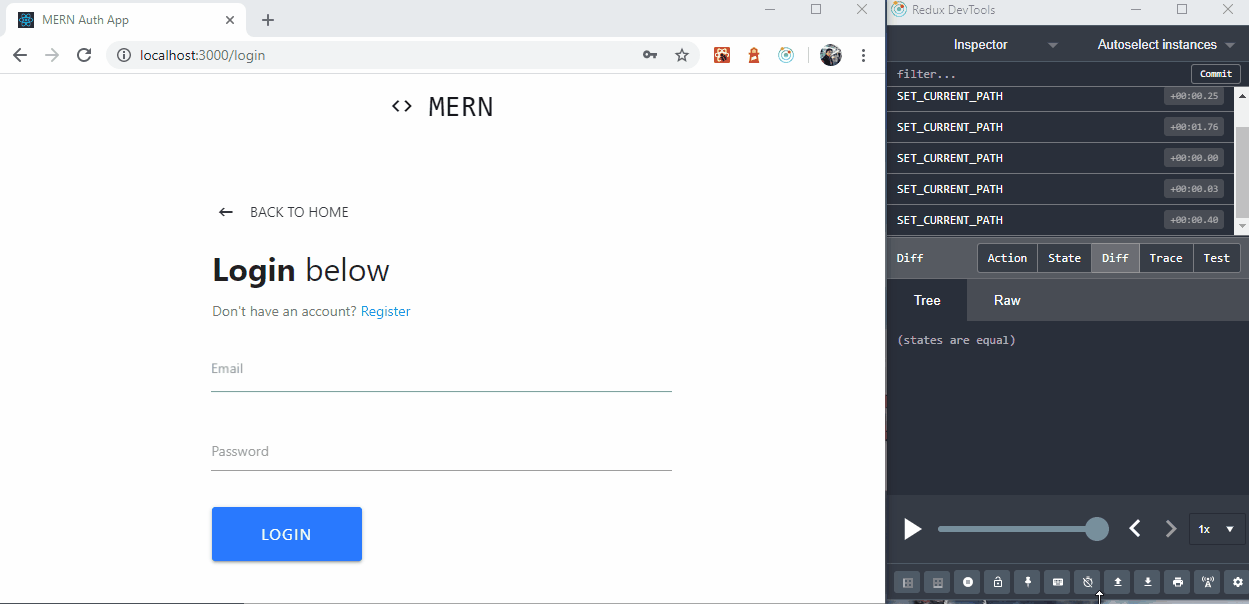 MERN Auth App
localhost:3000/login
<> MERN
BACK TO HOME
Login below
Don't have an account? Register
Email
Password
LOGIN
Redux DevTools
Inspector
Autoselect instances
filter...
Commit
SET_CURRENT_PATH +00:00.25
SET_CURRENT_PATH +00:01.76
SET_CURRENT_PATH +00:00.00
SET_CURRENT_PATH +00:00.03
SET_CURRENT_PATH +00:00.40
Diff
Action State Diff Trace Test
Tree Raw
(states are equal)
1x